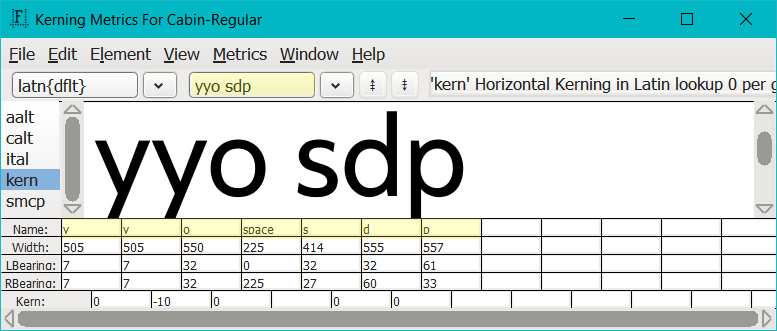 Kerning Metrics For Cabin-Regular
File Edit Element View Metrics Window Help
latn{dflt} yyo sdp 'kern' Horizontal Kerning in Latin lookup 0 per g
aalt
calt
ital
kern
smcp
yyo sdp
Name: y y o space s d p
Width: 505 505 550 225 414 555 557
LBearing: 7 7 32 0 32 32 61
RBearing: 7 7 32 225 27 60 33
Kern: 0 -10 0 0 0